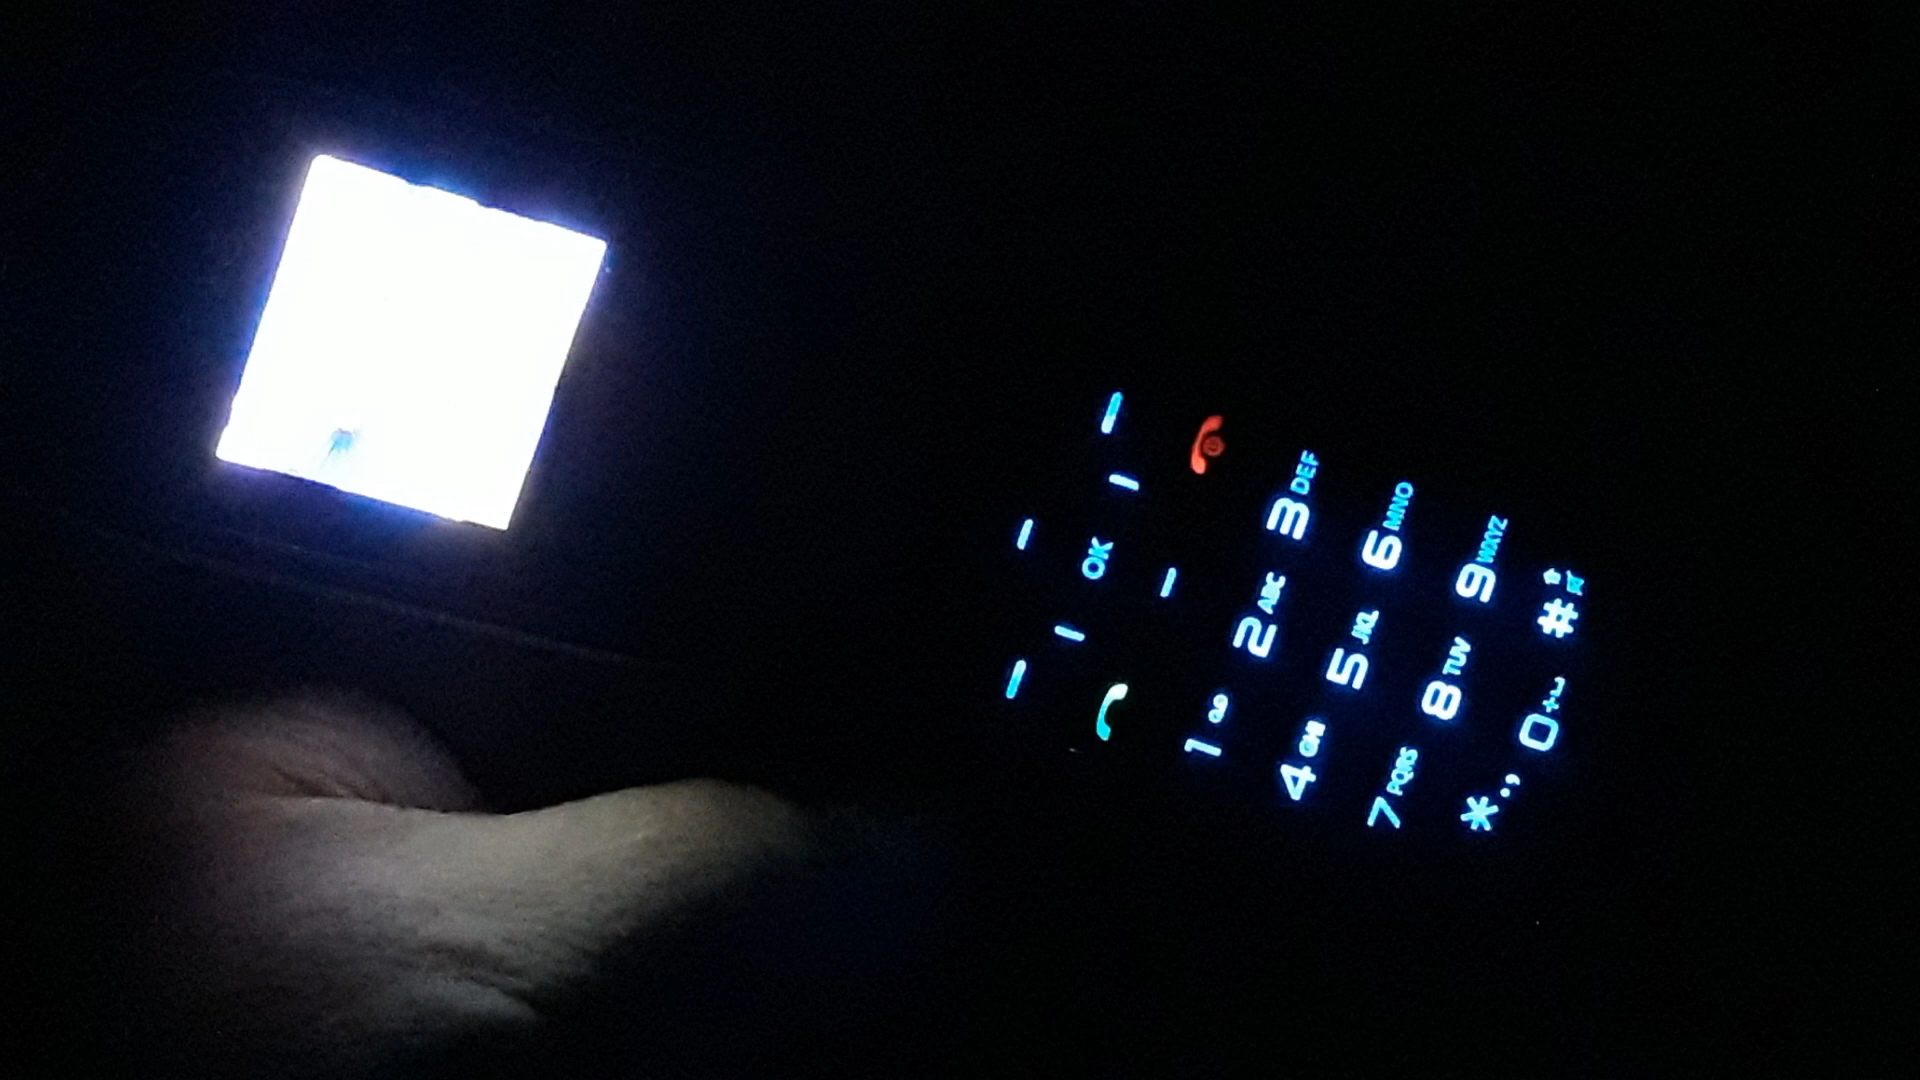 OK
1 2 ABC 3 DEF
4 GHI 5 JKL 6 MNO
7 PQRS 8 TUV 9 WXYZ
* . , 0 + ⎵ #